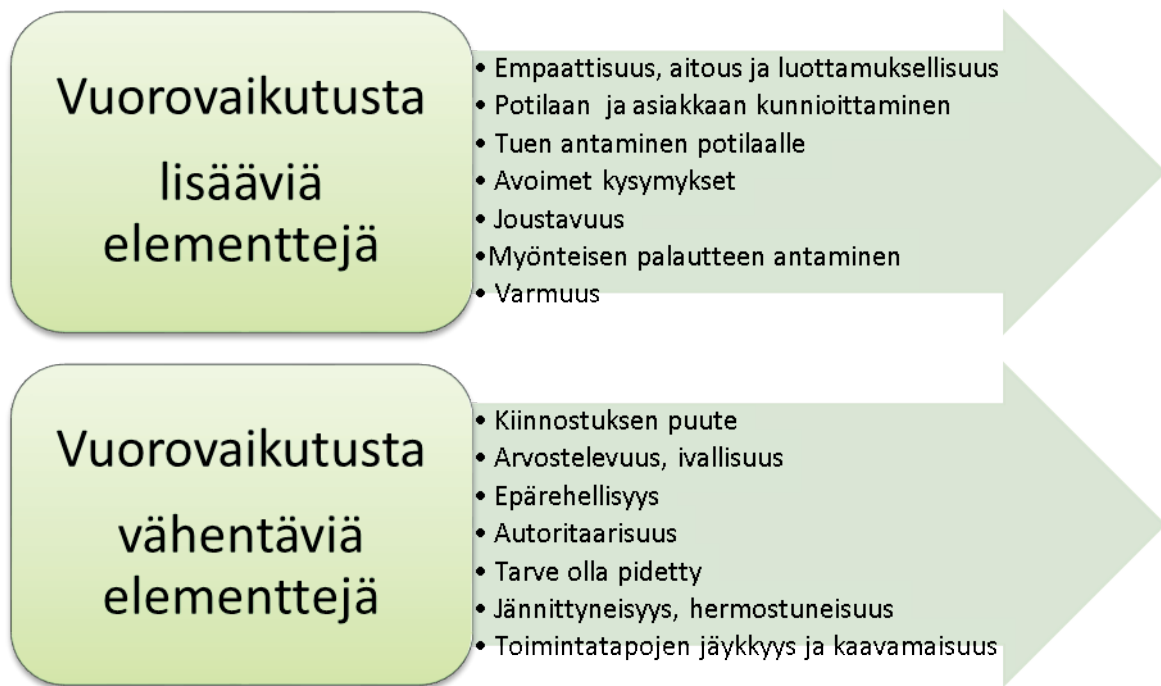 Vuorovaikutusta
lisääviä
elementtejä
• Empaattisuus, aitous ja luottamuksellisuus
• Potilaan  ja asiakkaan kunnioittaminen
• Tuen antaminen potilaalle
• Avoimet kysymykset
• Joustavuus
•Myönteisen palautteen antaminen
• Varmuus
Vuorovaikutusta
vähentäviä
elementtejä
• Kiinnostuksen puute
• Arvostelevuus, ivallisuus
• Epärehellisyys
• Autoritaarisuus
• Tarve olla pidetty
• Jännittyneisyys, hermostuneisuus
• Toimintatapojen jäykkyys ja kaavamaisuus